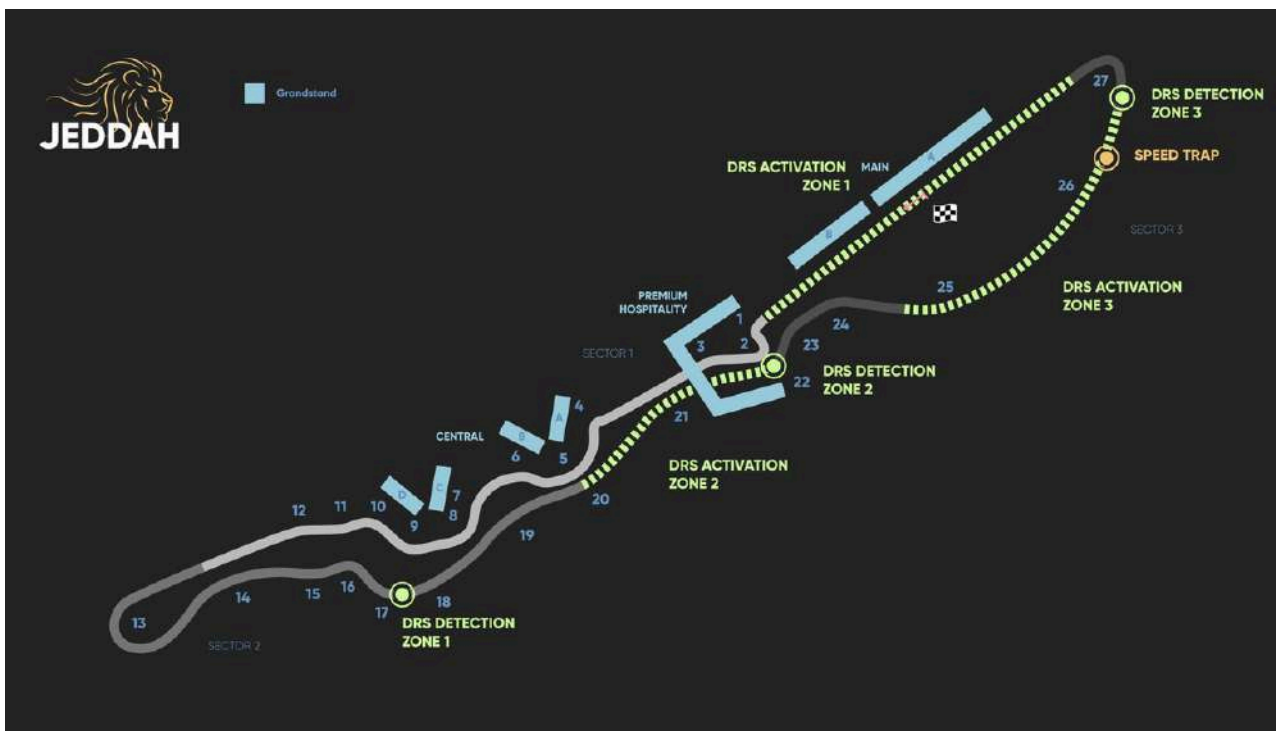 JEDDAH
Grandstand
27
DRS DETECTION
ZONE 3
SPEED TRAP
26
SECTOR 3
DRS ACTIVATION
ZONE 1
MAIN
A
B
25
DRS ACTIVATION
ZONE 3
PREMIUM
HOSPITALITY
1
24
2
3
23
SECTOR 1
DRS DETECTION
ZONE 2
22
21
A
4
CENTRAL
B
6
5
DRS ACTIVATION
ZONE 2
20
D
C
7
12
11
10
9
8
19
14
15
16
17
18
13
DRS DETECTION
ZONE 1
SECTOR 2